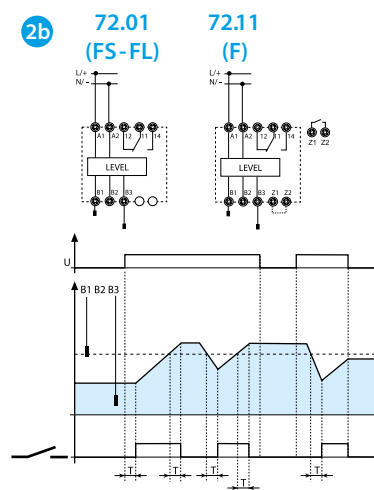 2b
72.01
(FS-FL)
72.11
(F)
L/+
N/-
A1 A2 12 11 14
LEVEL
B1 B2 B3
L/+
N/-
A1 A2 12 11 14
LEVEL
B1 B2 B3 Z1 Z2
Z1 Z2
U
B1 B2 B3
T T T T T